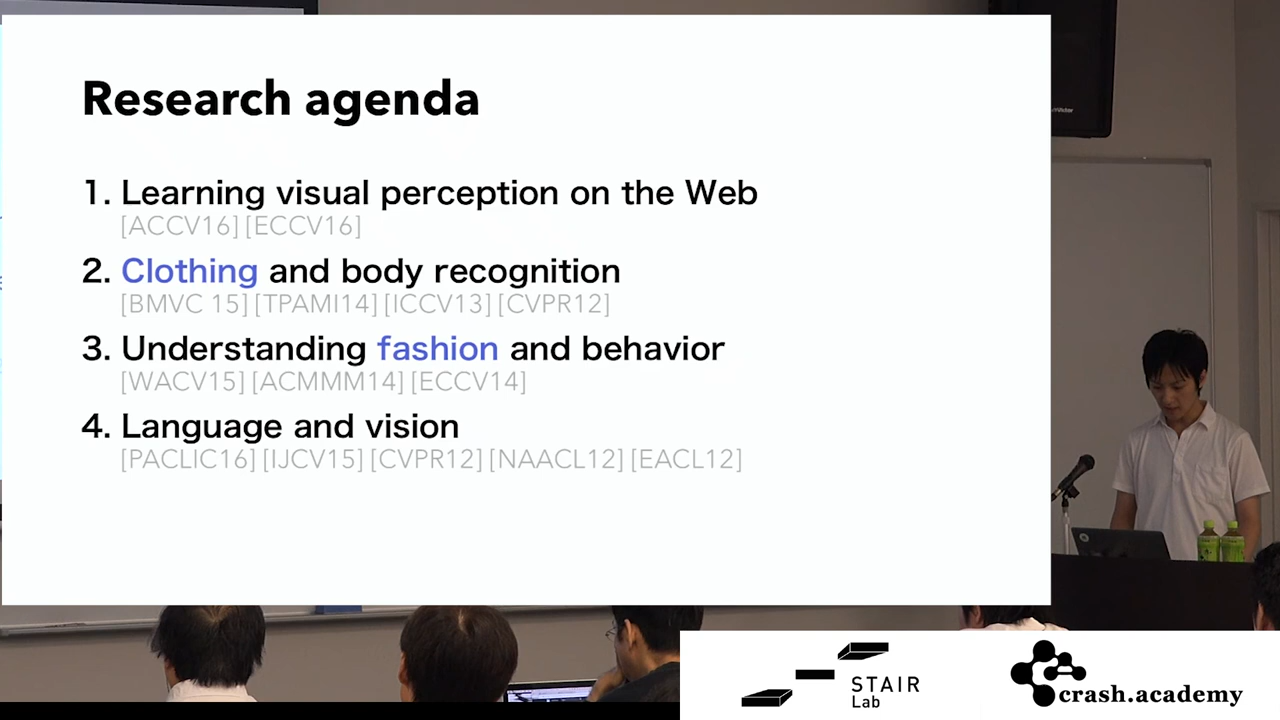 Research agenda
1. Learning visual perception on the Web
[ACCV16] [ECCV16]
2. Clothing and body recognition
[BMVC 15] [TPAMI14] [ICCV13] [CVPR12]
3. Understanding fashion and behavior
[WACV15] [ACMMM14] [ECCV14]
4. Language and vision
[PACLIC16] [IJCV15] [CVPR12] [NAACL12] [EACL12]
STAIR
Lab
crash.academy